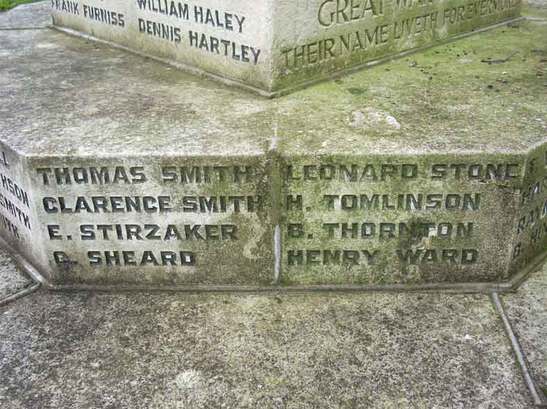 FRANK FURNISS
WILLIAM HALEY
DENNIS HARTLEY
GREAT
THEIR NAME LIVETH FOR EVERMORE
THOMAS SMITH
CLARENCE SMITH
E. STIRZAKER
G. SHEARD
LEONARD STONE
H. TOMLINSON
B. THORNTON
HENRY WARD